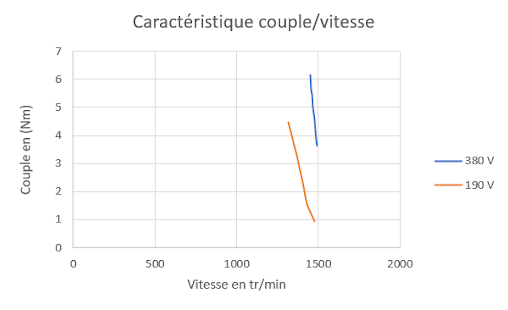 Caractéristique couple/vitesse
Couple en (Nm)
7
6
5
4
3
2
1
0
0 500 1000 1500 2000
Vitesse en tr/min
380 V
190 V